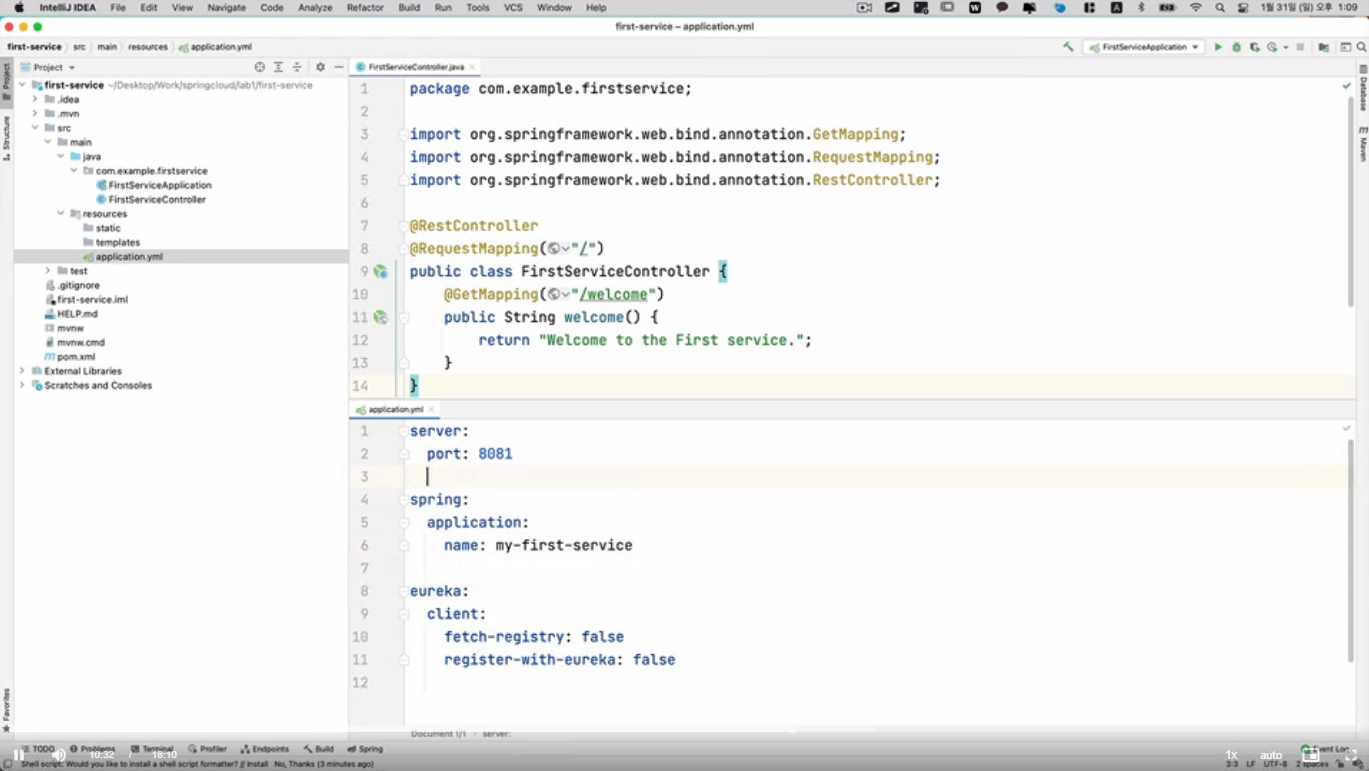 IntelliJ IDEA File Edit View Navigate Code Analyze Refactor Build Run Tools VCS Window Help 1월 31일 (일) 오후 1:09
first-service – application.yml
first-service src main resources application.yml
FirstServiceApplication
Project
FirstServiceController.java
first-service ~/Desktop/Work/springcloud/lab1/first-service
.idea
.mvn
src
main
java
com.example.firstservice
FirstServiceApplication
FirstServiceController
resources
static
templates
application.yml
test
.gitignore
first-service.iml
HELP.md
mvnw
mvnw.cmd
pom.xml
External Libraries
Scratches and Consoles
Project
Structure
Favorites
Database
Maven
1 package com.example.firstservice;
2
3 import org.springframework.web.bind.annotation.GetMapping;
4 import org.springframework.web.bind.annotation.RequestMapping;
5 import org.springframework.web.bind.annotation.RestController;
6
7 @RestController
8 @RequestMapping("/")
9 public class FirstServiceController {
10 @GetMapping("/welcome")
11 public String welcome() {
12 return "Welcome to the First service.";
13 }
14 }
application.yml
1 server:
2 port: 8081
3
4 spring:
5 application:
6 name: my-first-service
7
8 eureka:
9 client:
10 fetch-registry: false
11 register-with-eureka: false
12
Document 1/1 server:
TODO Problems Terminal Profiler Endpoints Build Spring Event Log
10:32 / 18:10 1x auto
Shell script: Would you like to install a shell script formatter? // Install No, Thanks (3 minutes ago) 3:3 LF UTF-8 2 spaces